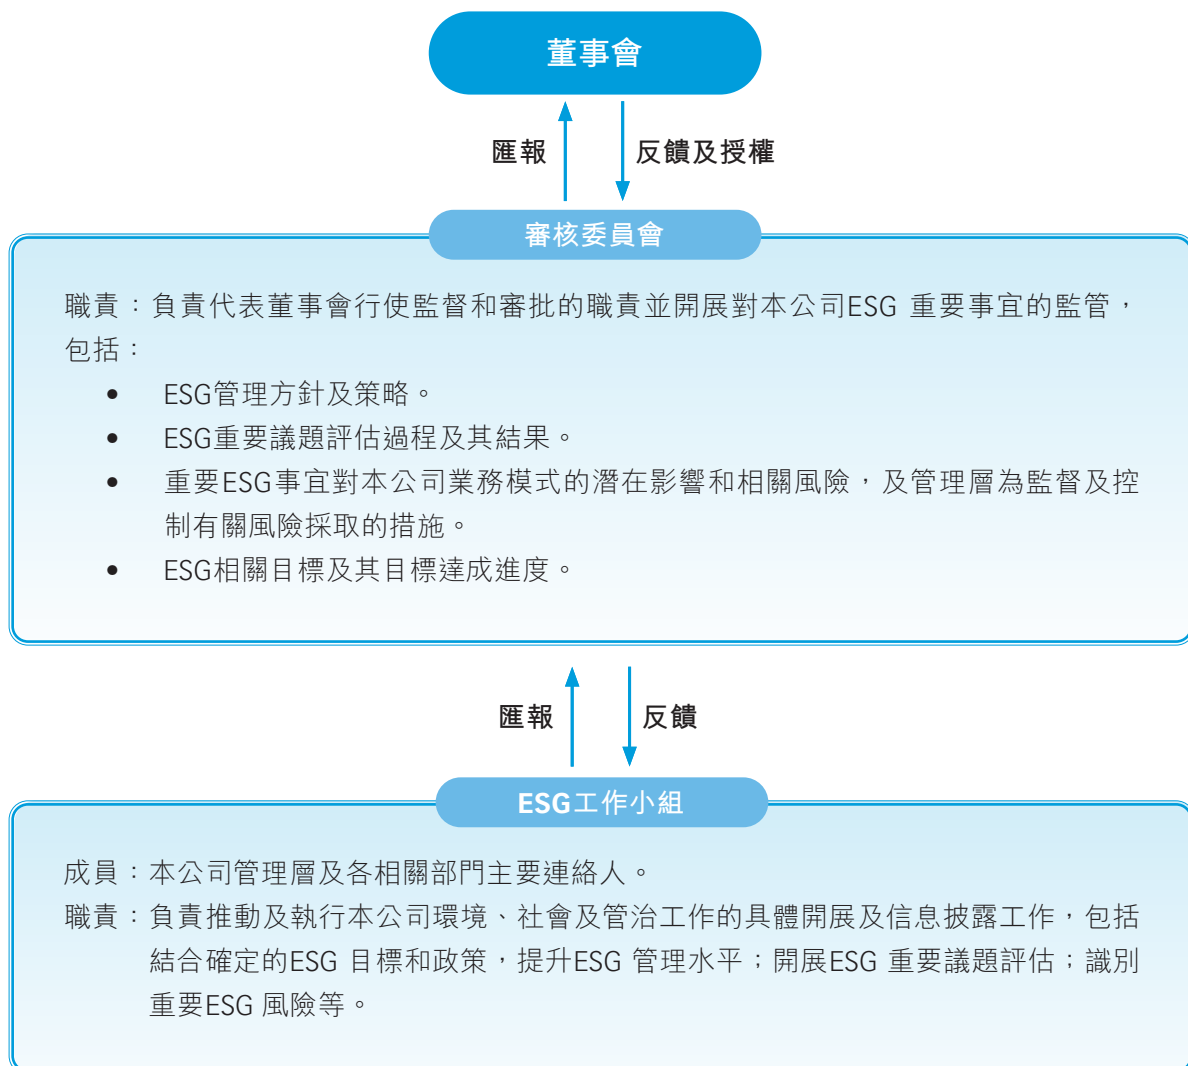 董事會
匯報
反饋及授權
審核委員會
職責：負責代表董事會行使監督和審批的職責並開展對本公司ESG 重要事宜的監管，
包括：
• ESG管理方針及策略。
• ESG重要議題評估過程及其結果。
• 重要ESG事宜對本公司業務模式的潛在影響和相關風險，及管理層為監督及控
制有關風險採取的措施。
• ESG相關目標及其目標達成進度。
匯報
反饋
ESG工作小組
成員：本公司管理層及各相關部門主要連絡人。
職責：負責推動及執行本公司環境、社會及管治工作的具體開展及信息披露工作，包括
結合確定的ESG 目標和政策，提升ESG 管理水平；開展ESG 重要議題評估；識別
重要ESG 風險等。